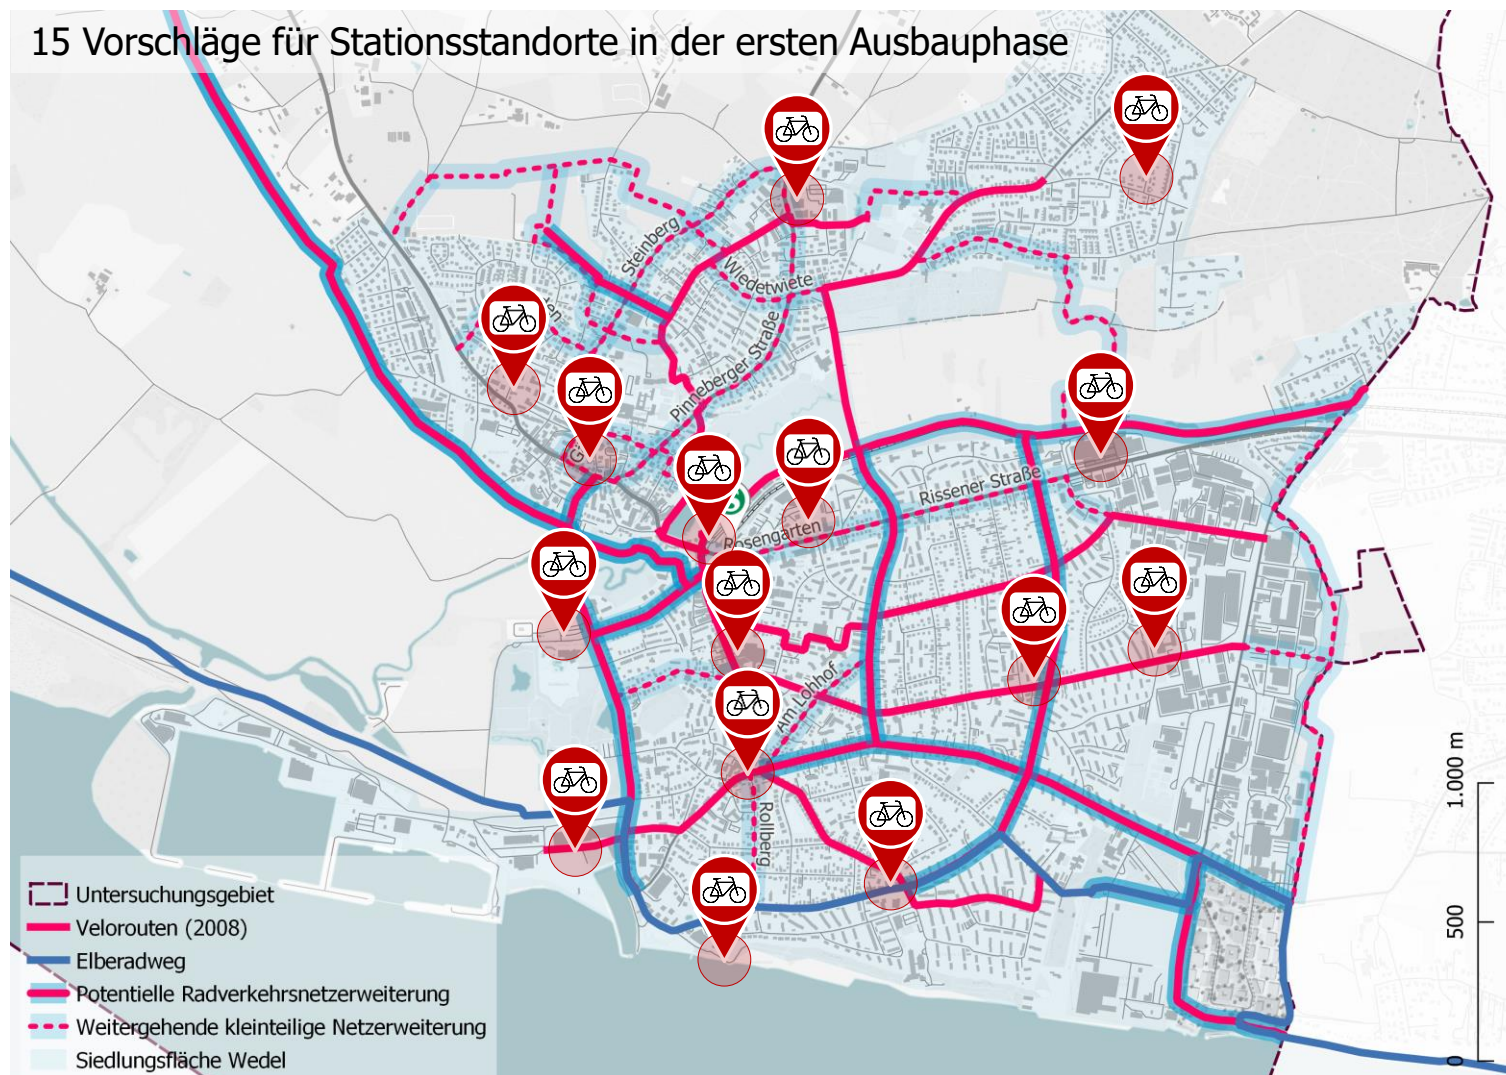 15 Vorschläge für Stationsstandorte in der ersten Ausbauphase
Steinberg
Wiedetwiete
Pinneberger Straße
Rissener Straße
Rosengarten
Am Lohhof
Rollberg
1.000 m
500
0
Untersuchungsgebiet
Velorouten (2008)
Elberadweg
Potentielle Radverkehrsnetzerweiterung
Weitergehende kleinteilige Netzerweiterung
Siedlungsfläche Wedel